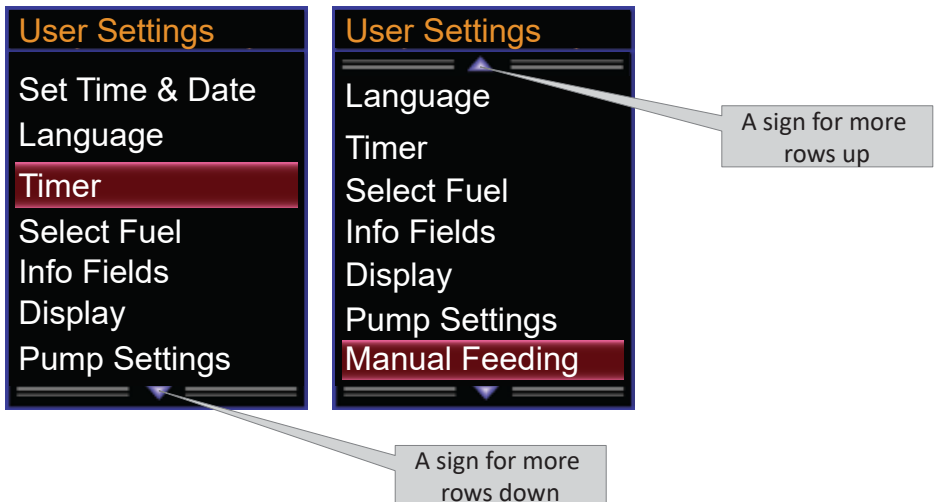 User Settings
Set Time & Date
Language
Timer
Select Fuel
Info Fields
Display
Pump Settings
User Settings
Language
Timer
Select Fuel
Info Fields
Display
Pump Settings
Manual Feeding
A sign for more
rows up
A sign for more
rows down